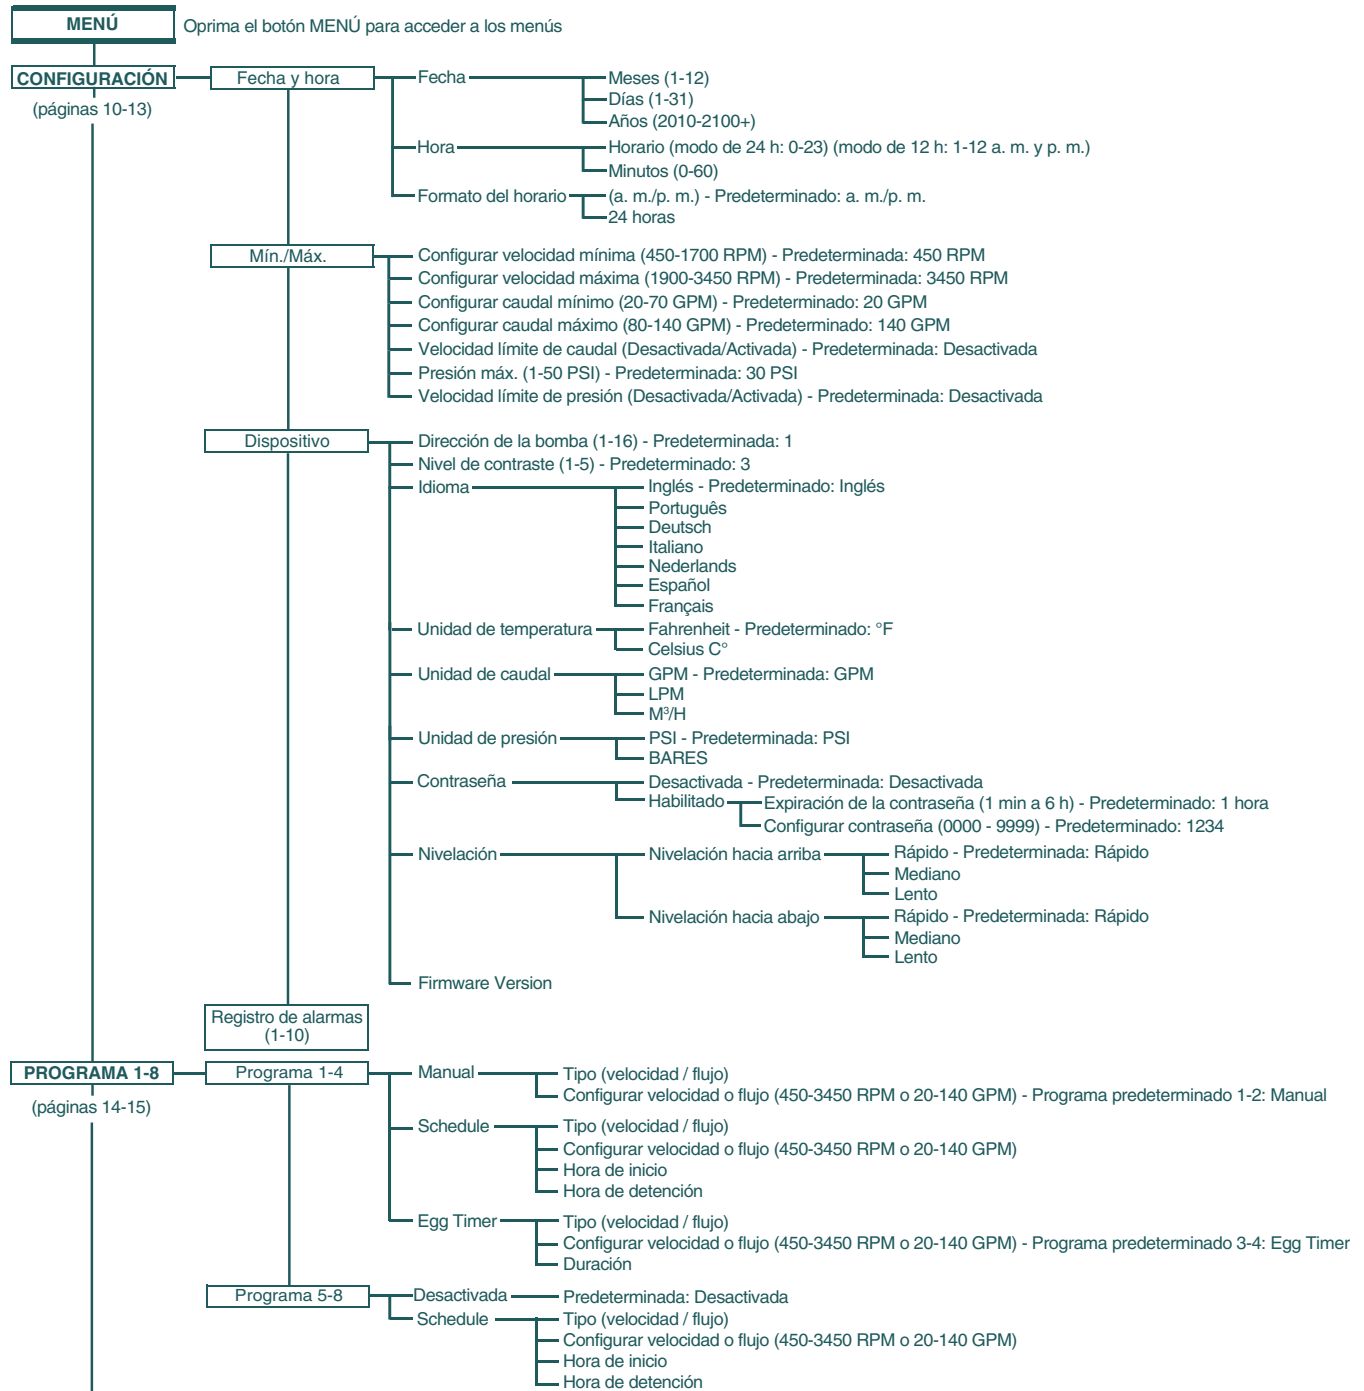 MENÚ
Oprima el botón MENÚ para acceder a los menús
CONFIGURACIÓN
(páginas 10-13)
Fecha y hora
Fecha
Meses (1-12)
Días (1-31)
Años (2010-2100+)
Hora
Horario (modo de 24 h: 0-23) (modo de 12 h: 1-12 a. m. y p. m.)
Minutos (0-60)
Formato del horario
(a. m./p. m.) - Predeterminado: a. m./p. m.
24 horas
Mín./Máx.
Configurar velocidad mínima (450-1700 RPM) - Predeterminada: 450 RPM
Configurar velocidad máxima (1900-3450 RPM) - Predeterminada: 3450 RPM
Configurar caudal mínimo (20-70 GPM) - Predeterminado: 20 GPM
Configurar caudal máximo (80-140 GPM) - Predeterminado: 140 GPM
Velocidad límite de caudal (Desactivada/Activada) - Predeterminada: Desactivada
Presión máx. (1-50 PSI) - Predeterminada: 30 PSI
Velocidad límite de presión (Desactivada/Activada) - Predeterminada: Desactivada
Dispositivo
Dirección de la bomba (1-16) - Predeterminada: 1
Nivel de contraste (1-5) - Predeterminado: 3
Idioma
Inglés - Predeterminado: Inglés
Português
Deutsch
Italiano
Nederlands
Español
Français
Unidad de temperatura
Fahrenheit - Predeterminado: °F
Celsius C°
Unidad de caudal
GPM - Predeterminada: GPM
LPM
M³/H
Unidad de presión
PSI - Predeterminada: PSI
BARES
Contraseña
Desactivada - Predeterminada: Desactivada
Habilitado
Expiración de la contraseña (1 min a 6 h) - Predeterminado: 1 hora
Configurar contraseña (0000 - 9999) - Predeterminado: 1234
Nivelación
Nivelación hacia arriba
Rápido - Predeterminada: Rápido
Mediano
Lento
Nivelación hacia abajo
Rápido - Predeterminada: Rápido
Mediano
Lento
Firmware Version
Registro de alarmas
(1-10)
PROGRAMA 1-8
(páginas 14-15)
Programa 1-4
Manual
Tipo (velocidad / flujo)
Configurar velocidad o flujo (450-3450 RPM o 20-140 GPM) - Programa predeterminado 1-2: Manual
Schedule
Tipo (velocidad / flujo)
Configurar velocidad o flujo (450-3450 RPM o 20-140 GPM)
Hora de inicio
Hora de detención
Egg Timer
Tipo (velocidad / flujo)
Configurar velocidad o flujo (450-3450 RPM o 20-140 GPM) - Programa predeterminado 3-4: Egg Timer
Duración
Programa 5-8
Desactivada
Predeterminada: Desactivada
Schedule
Tipo (velocidad / flujo)
Configurar velocidad o flujo (450-3450 RPM o 20-140 GPM)
Hora de inicio
Hora de detención